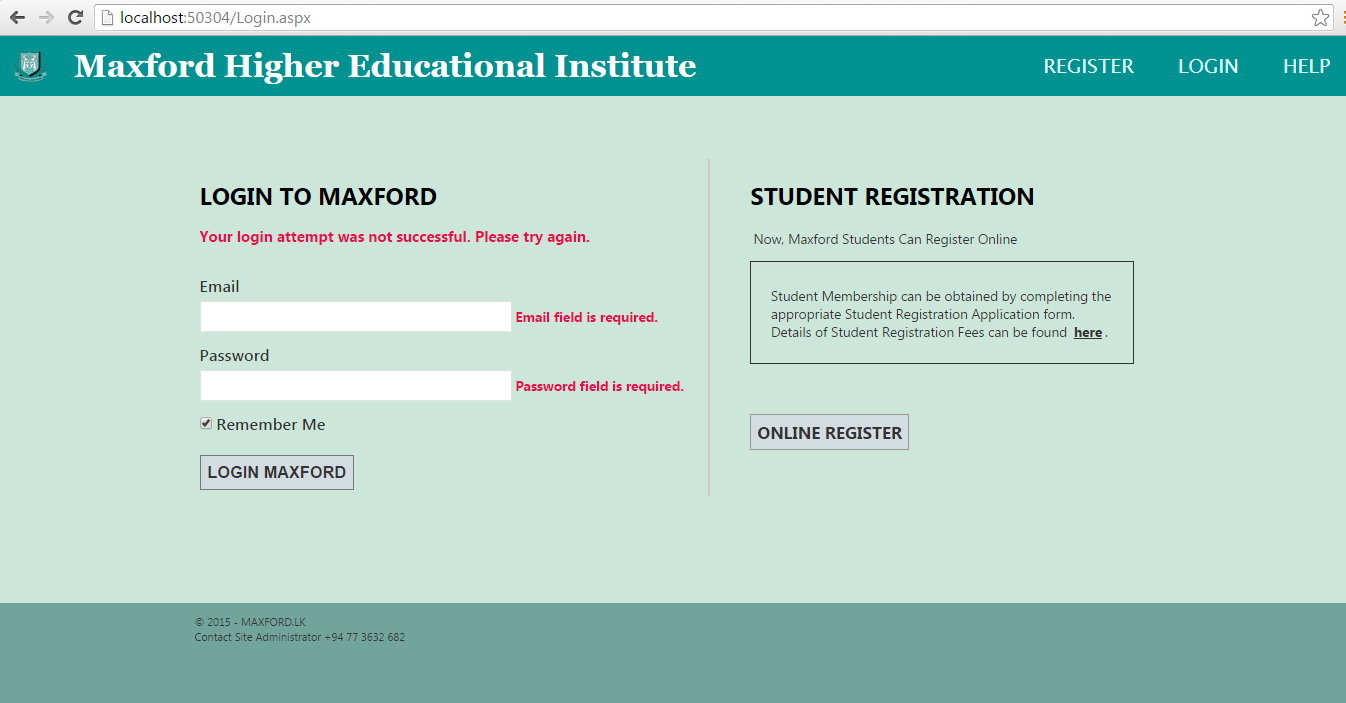 localhost:50304/Login.aspx
Maxford Higher Educational Institute
REGISTER LOGIN HELP
LOGIN TO MAXFORD
Your login attempt was not successful. Please try again.
Email
Email field is required.
Password
Password field is required.
Remember Me
LOGIN MAXFORD
STUDENT REGISTRATION
Now, Maxford Students Can Register Online
Student Membership can be obtained by completing the
appropriate Student Registration Application form.
Details of Student Registration Fees can be found here .
ONLINE REGISTER
© 2015 - MAXFORD.LK
Contact Site Administrator +94 77 3632 682